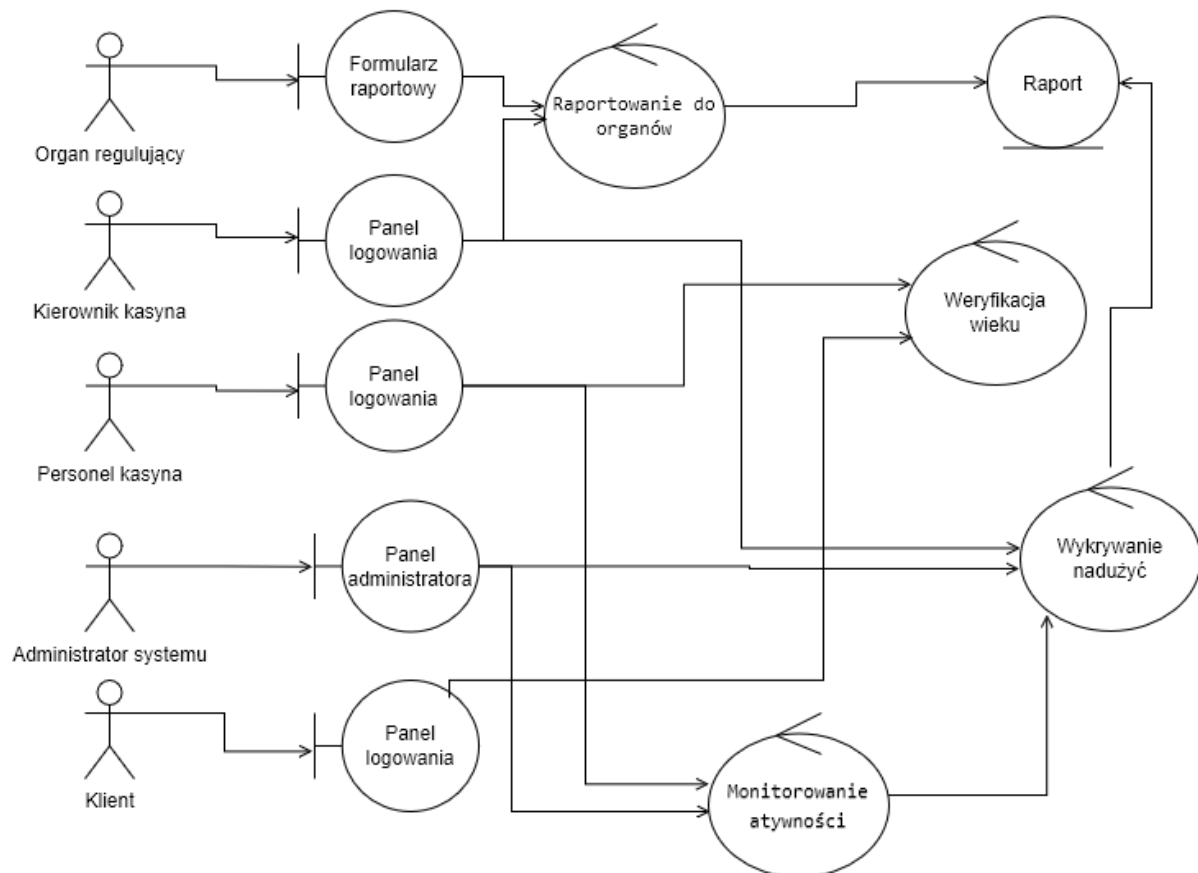 Formularz
raportowy
Raportowanie do
organów
Raport
Organ regulujący
Panel
logowania
Kierownik kasyna
Weryfikacja
wieku
Panel
logowania
Personel kasyna
Panel
administratora
Wykrywanie
nadużyć
Administrator systemu
Panel
logowania
Klient
Monitorowanie
atywności